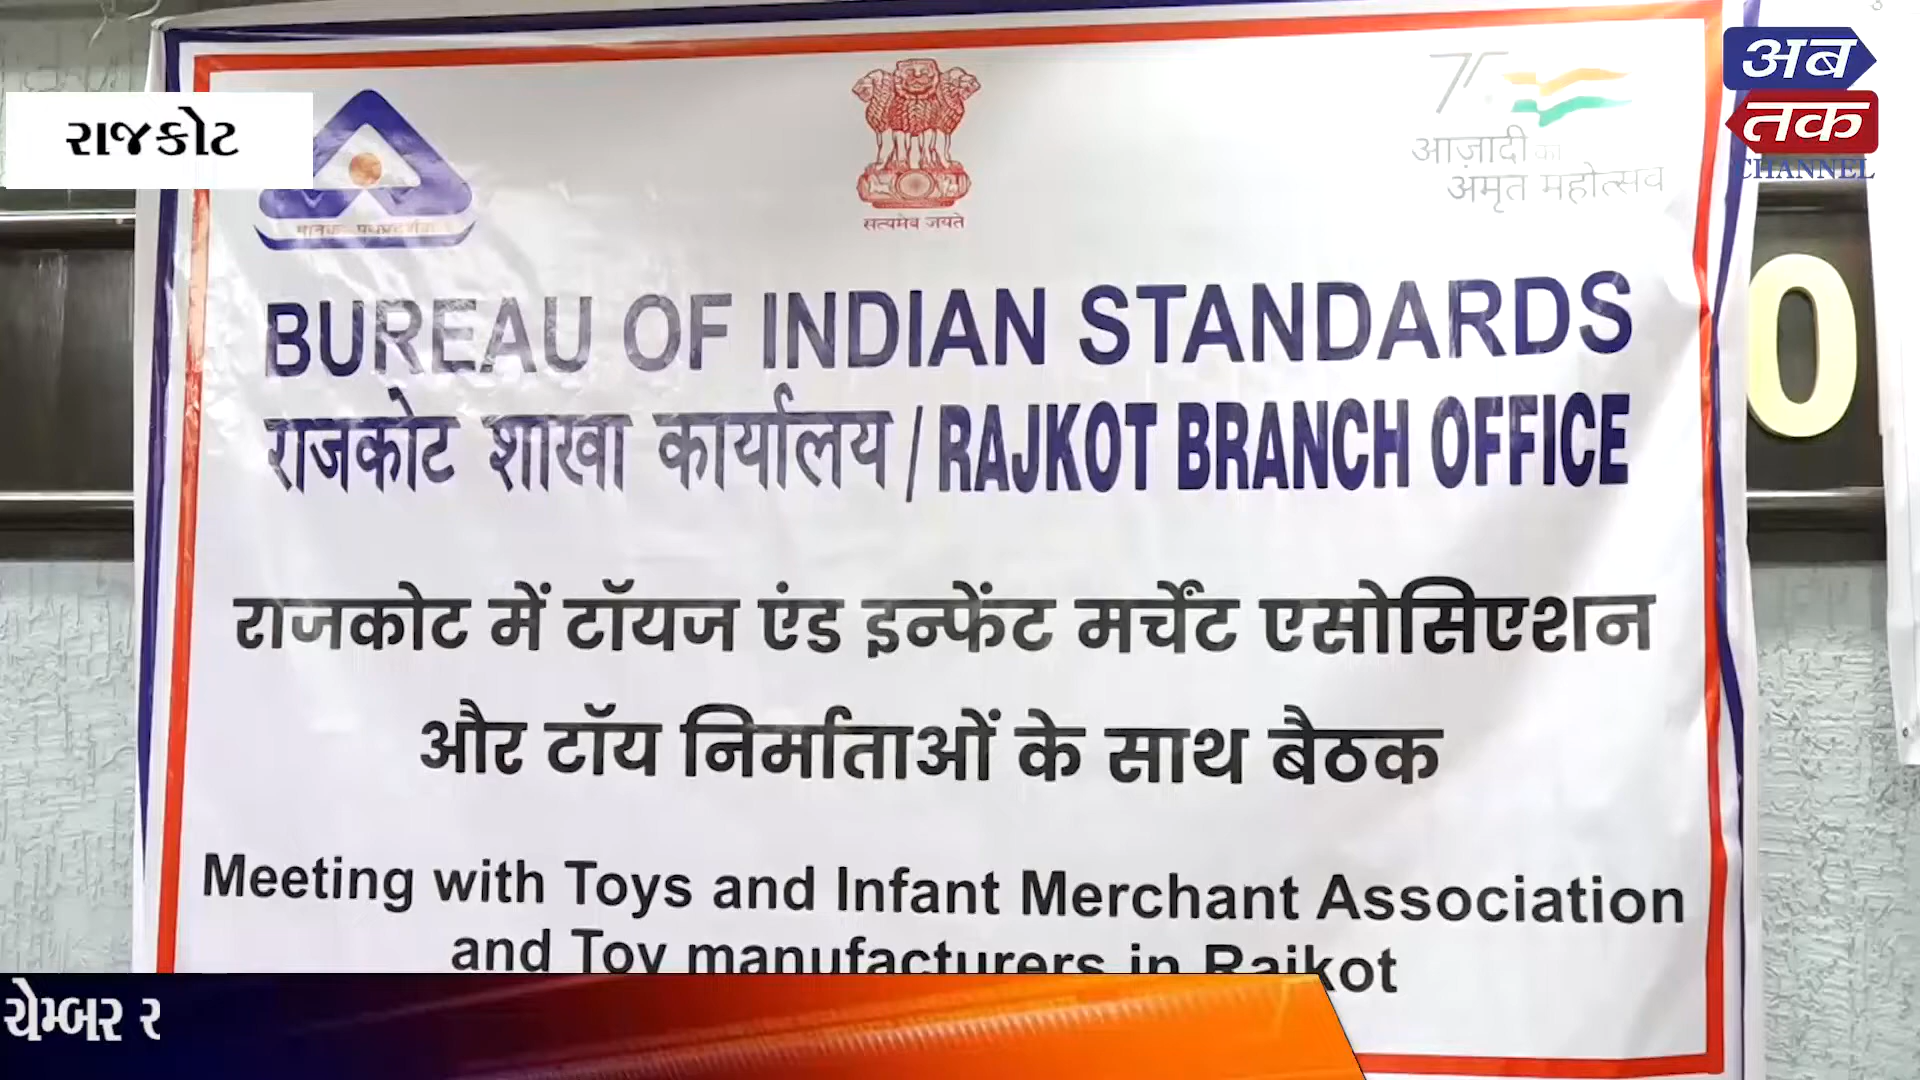 રાજકોટ
अब
तक
CHANNEL
सत्यमेव जयते
आज़ादी का
अमृत महोत्सव
BUREAU OF INDIAN STANDARDS
राजकोट शाखा कार्यालय / RAJKOT BRANCH OFFICE
राजकोट में टॉयज एंड इन्फेंट मर्चेंट एसोसिएशन
और टॉय निर्माताओं के साथ बैठक
Meeting with Toys and Infant Merchant Association
and Toy manufacturers in Rajkot
ચેમ્બર
0